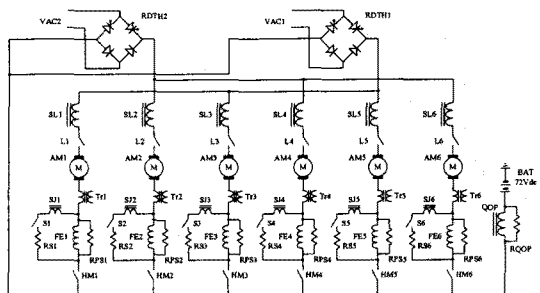 VAC2 RDTH2 VAC1 RDTH1
SL1 SL2 SL3 SL4 SL5 SL6
L1 L2 L3 L4 L5 L6
AM1 M AM2 M AM3 M AM4 M AM5 M AM6 M
BAT
72Vdc
Tr1 Tr2 Tr3 Tr4 Tr5 Tr6
SJ1 SJ2 SJ3 SJ4 SJ5 SJ6 QOP
S1 S2 S3 S4 S5 S6
RS1 FE1 RS2 FE2 RS3 FE3 RS4 FE4 RS5 FE5 RS6 FE6
RPS1 RPS2 RPS3 RPS4 RPS5 RPS6 RQOP
HM1 HM2 HM3 HM4 HM5 HM6